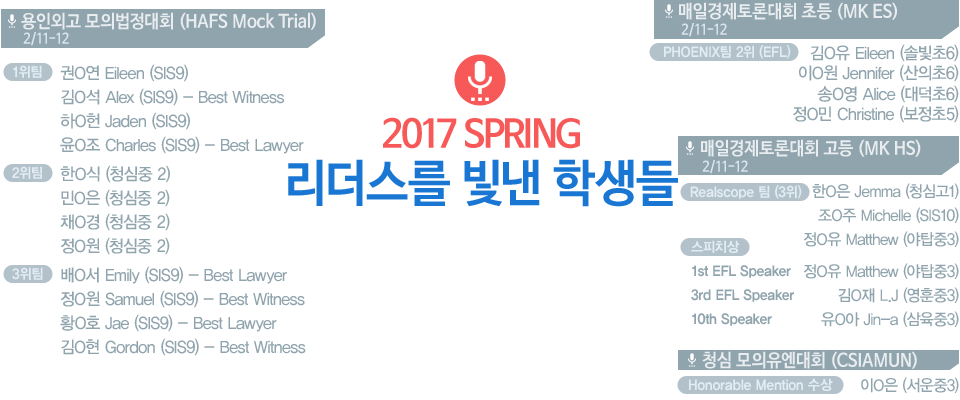 용인외고 모의법정대회 (HAFS Mock Trial)
2/11-12
1위팀 권O연 Eileen (SIS9)
김O석 Alex (SIS9) - Best Witness
하O헌 Jaden (SIS9)
윤O조 Charles (SIS9) - Best Lawyer
2위팀 한O식 (청심중 2)
민O은 (청심중 2)
채O경 (청심중 2)
정O원 (청심중 2)
3위팀 배O서 Emily (SIS9) - Best Lawyer
정O원 Samuel (SIS9) - Best Witness
황O호 Jae (SIS9) - Best Lawyer
김O현 Gordon (SIS9) - Best Witness
2017 SPRING
리더스를 빛낸 학생들
매일경제토론대회 초등 (MK ES)
2/11-12
PHOENIX팀 2위 (EFL) 김O유 Eileen (솔빛초6)
이O원 Jennifer (산의초6)
송O영 Alice (대덕초6)
정O민 Christine (보정초5)
매일경제토론대회 고등 (MK HS)
2/11-12
Realscope 팀 (3위) 한O은 Jemma (청심고1)
조O주 Michelle (SIS10)
정O유 Matthew (야탑중3)
스피치상
1st EFL Speaker 정O유 Matthew (야탑중3)
3rd EFL Speaker 김O재 L.J (영훈중3)
10th Speaker 유O아 Jin-a (삼육중3)
청심 모의유엔대회 (CSIAMUN)
Honorable Mention 수상 이O은 (서운중3)